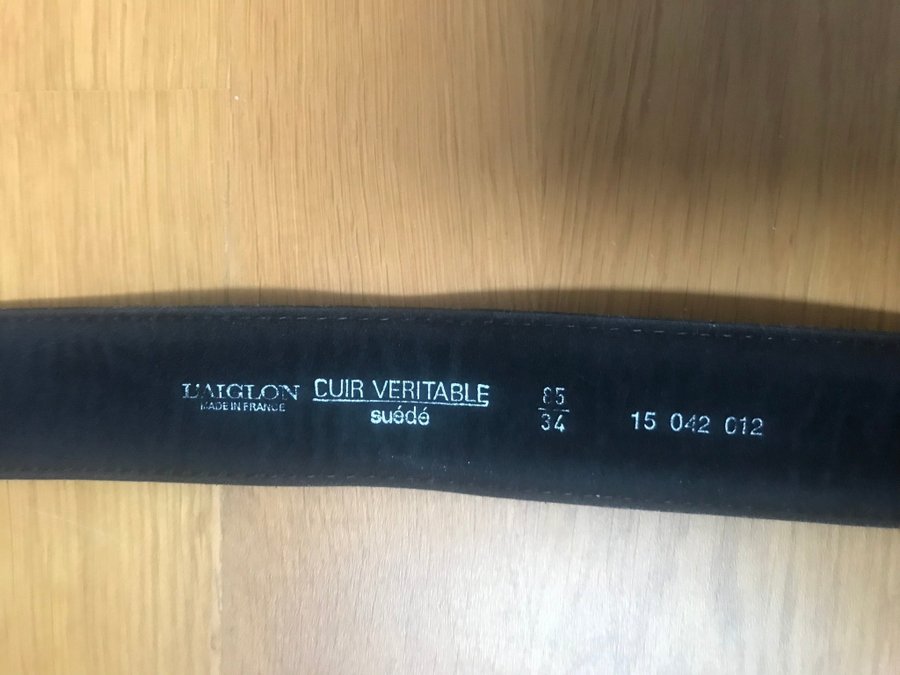 L'AIGLON
MADE IN FRANCE
CUIR VERITABLE
suédé
85
34
15 042 012